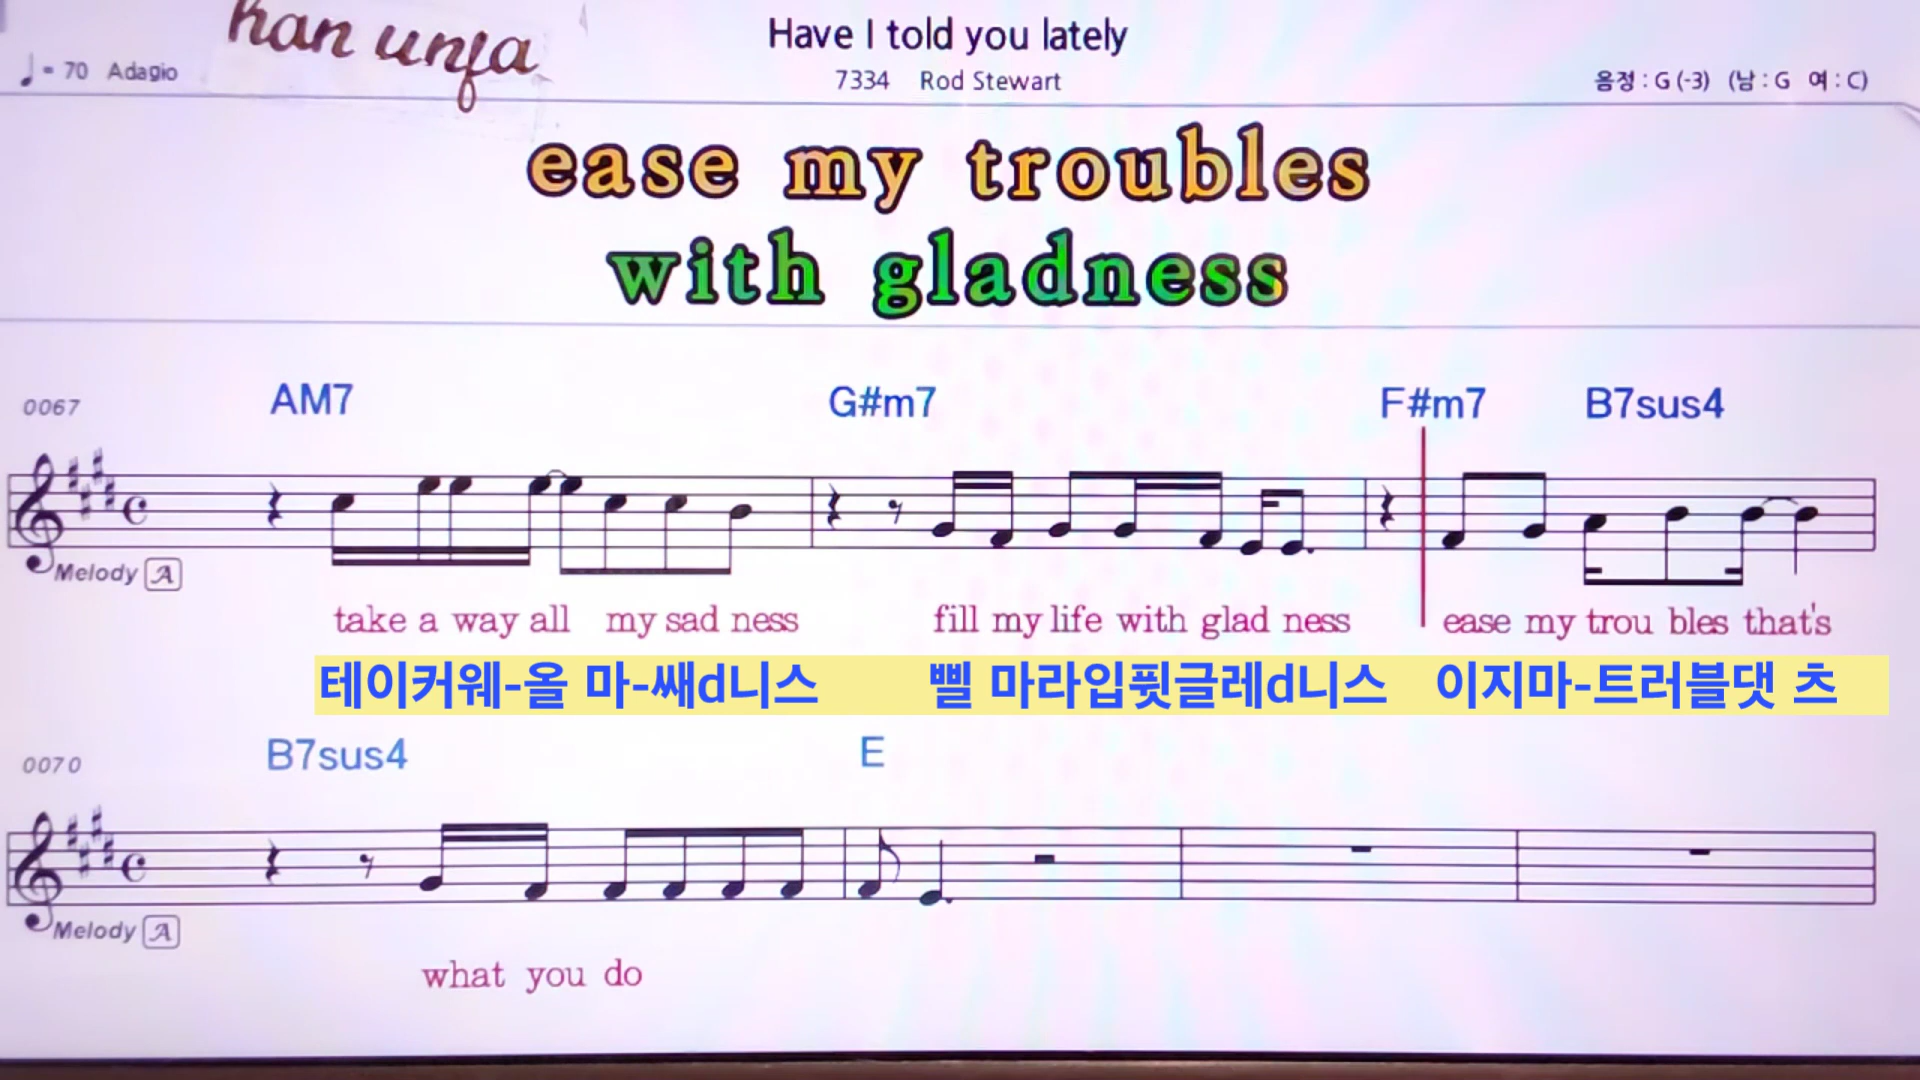 han unfa
Have I told you lately
♩= 70 Adagio
7334 Rod Stewart
음정 : G (-3) (남 : G 여 : C)
ease my troubles
with gladness
0067 AM7 G#m7 F#m7 B7sus4
Melody A
take a way all my sad ness fill my life with glad ness ease my trou bles that's
테이커웨-올 마-쌔d니스 삘 마라입퓟글레d니스 이지마-트러블댓 츠
0070 B7sus4 E
Melody A
what you do